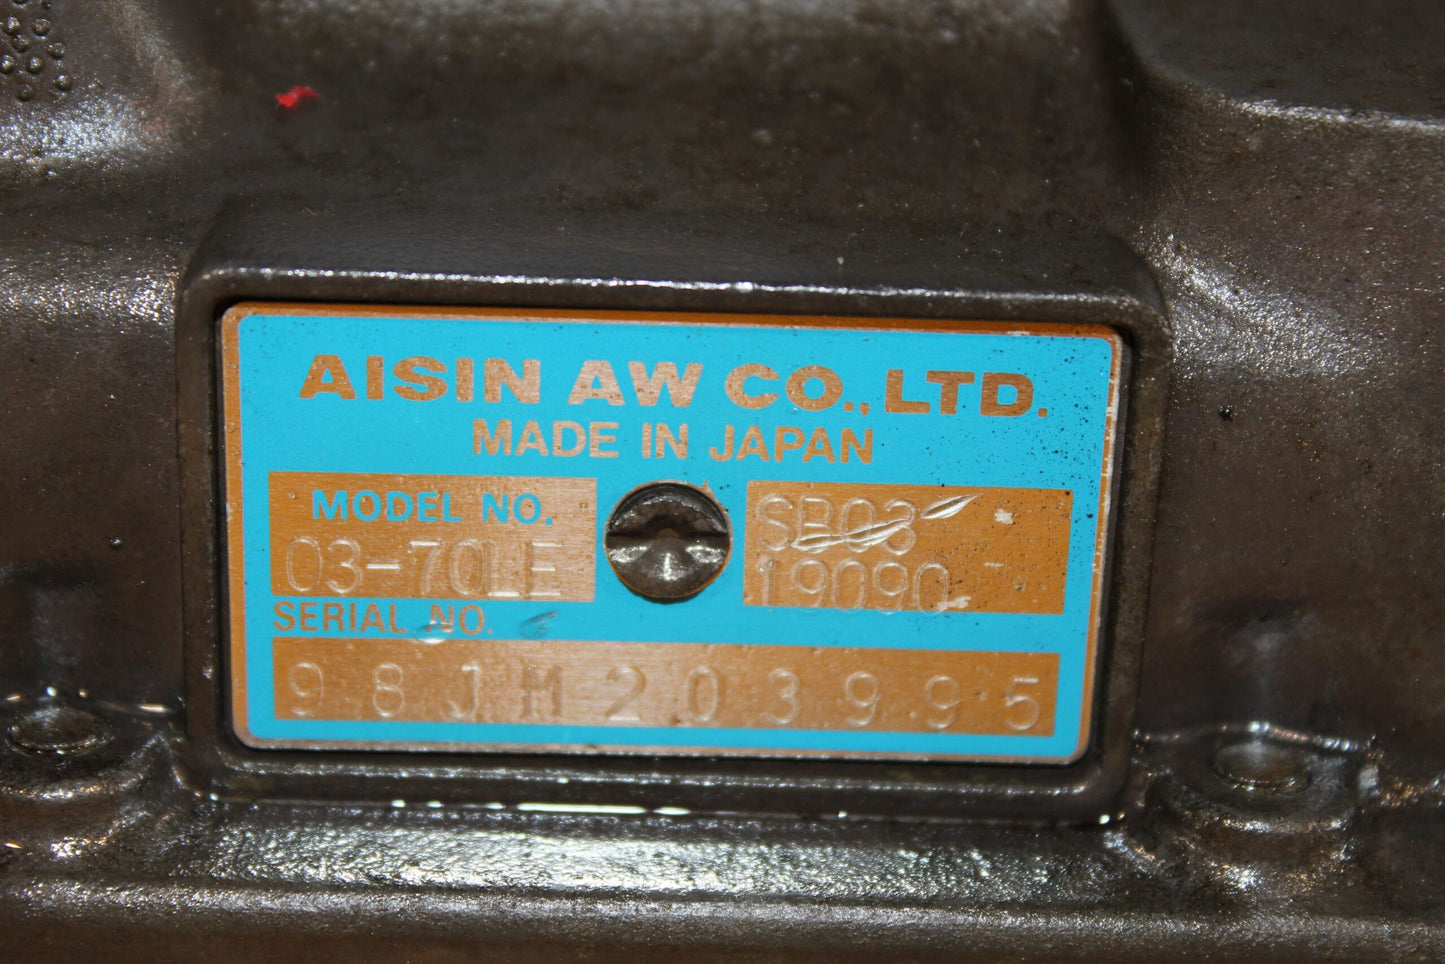 AISIN AW CO., LTD.
MADE IN JAPAN
MODEL NO.
03-70LE
SB03
19090
SERIAL NO.
98JM203995